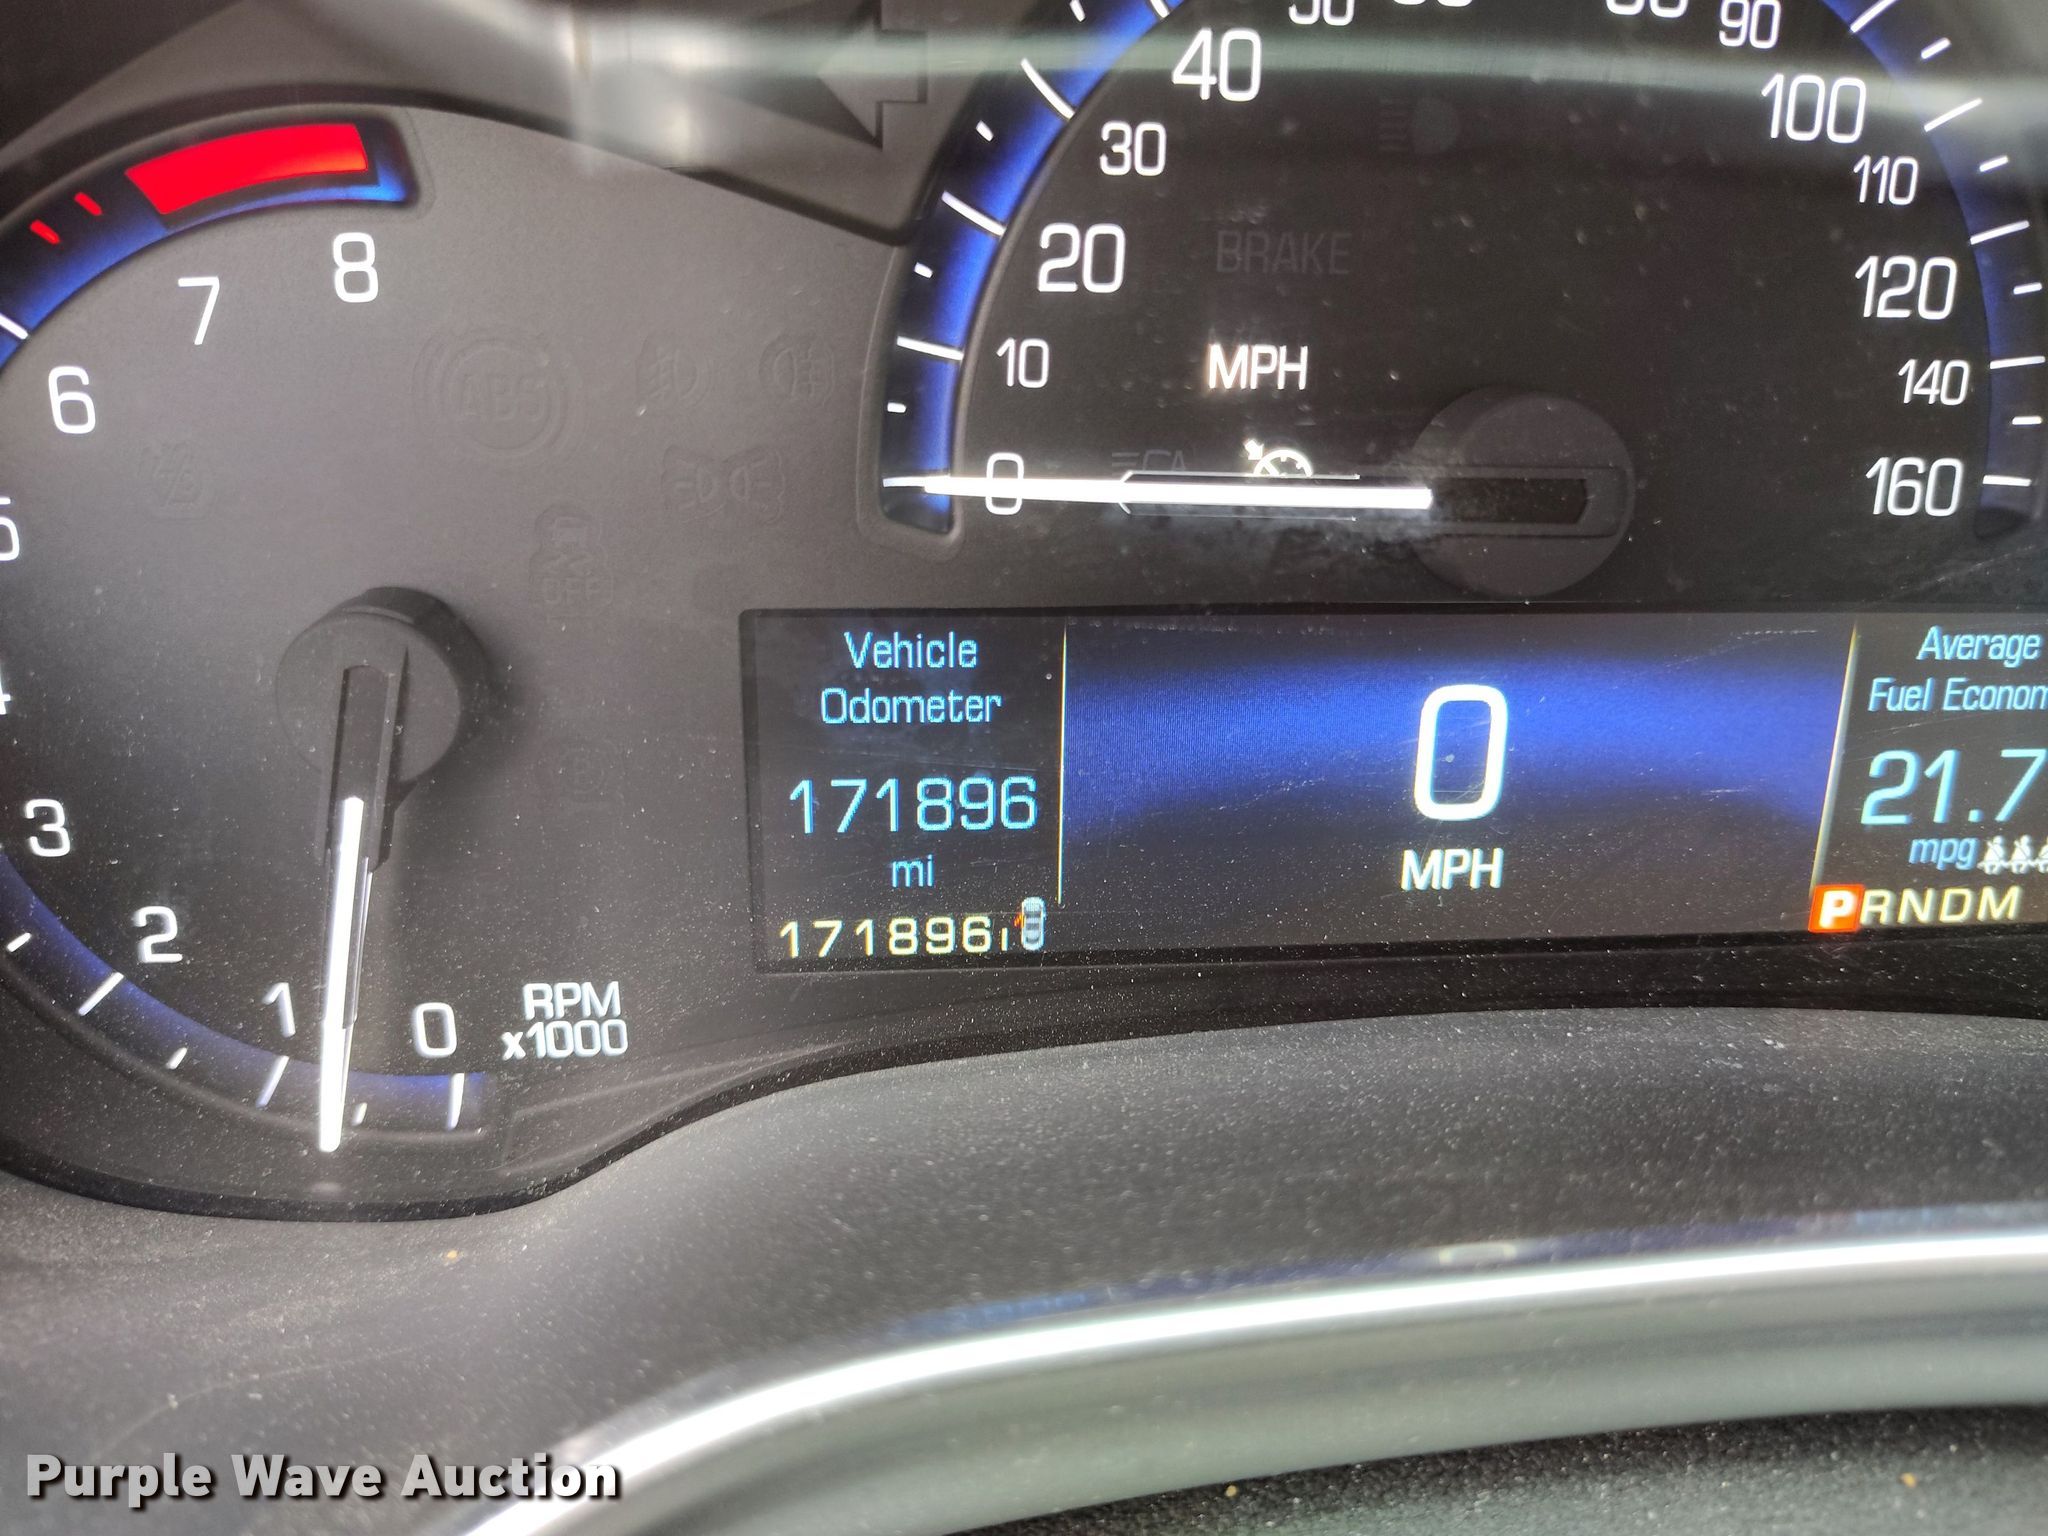 40
90
100
30
110
8
BRAKE
20
7
120
10
MPH
140
6
ABS
0
160
OFF
Vehicle
Odometer
171896
mi
171896
0
MPH
Average
Fuel Econom
21.7
mpg
PRNDM
3
2
1
0
RPM
x1000
Purple Wave Auction